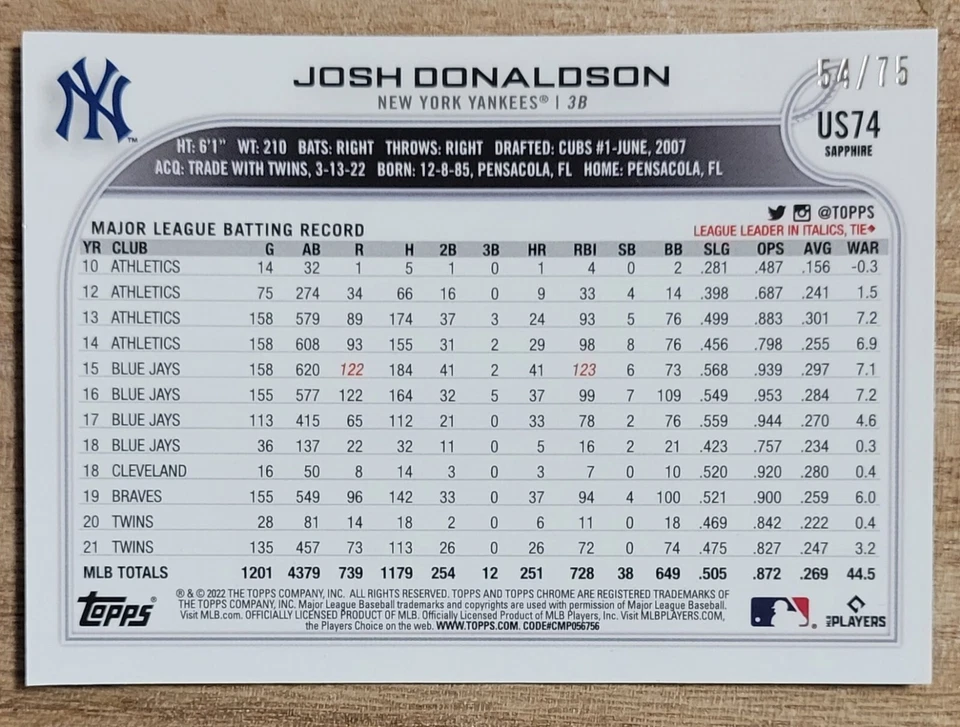 JOSH DONALDSON
NEW YORK YANKEES® | 3B
54/75
US74
SAPPHIRE
NY ™
HT: 6'1" WT: 210 BATS: RIGHT THROWS: RIGHT DRAFTED: CUBS #1-JUNE, 2007
ACQ: TRADE WITH TWINS, 3-13-22 BORN: 12-8-85, PENSACOLA, FL HOME: PENSACOLA, FL
@TOPPS
MAJOR LEAGUE BATTING RECORD
LEAGUE LEADER IN ITALICS, TIE◆
YR CLUB G AB R H 2B 3B HR RBI SB BB SLG OPS AVG WAR
10 ATHLETICS 14 32 1 5 1 0 1 4 0 2 .281 .487 .156 -0.3
12 ATHLETICS 75 274 34 66 16 0 9 33 4 14 .398 .687 .241 1.5
13 ATHLETICS 158 579 89 174 37 3 24 93 5 76 .499 .883 .301 7.2
14 ATHLETICS 158 608 93 155 31 2 29 98 8 76 .456 .798 .255 6.9
15 BLUE JAYS 158 620 122 184 41 2 41 123 6 73 .568 .939 .297 7.1
16 BLUE JAYS 155 577 122 164 32 5 37 99 7 109 .549 .953 .284 7.2
17 BLUE JAYS 113 415 65 112 21 0 33 78 2 76 .559 .944 .270 4.6
18 BLUE JAYS 36 137 22 32 11 0 5 16 2 21 .423 .757 .234 0.3
18 CLEVELAND 16 50 8 14 3 0 3 7 0 10 .520 .920 .280 0.4
19 BRAVES 155 549 96 142 33 0 37 94 4 100 .521 .900 .259 6.0
20 TWINS 28 81 14 18 2 0 6 11 0 18 .469 .842 .222 0.4
21 TWINS 135 457 73 113 26 0 26 72 0 74 .475 .827 .247 3.2
MLB TOTALS 1201 4379 739 1179 254 12 251 728 38 649 .505 .872 .269 44.5
topps®
® & © 2022 THE TOPPS COMPANY, INC. ALL RIGHTS RESERVED. TOPPS AND TOPPS CHROME ARE REGISTERED TRADEMARKS OF
THE TOPPS COMPANY, INC. Major League Baseball trademarks and copyrights are used with permission of Major League Baseball.
Visit MLB.com. OFFICIALLY LICENSED PRODUCT OF MLB. Officially Licensed Product of MLB Players, Inc. Visit MLBPLAYERS.COM,
the Players Choice on the web. WWW.TOPPS.COM. CODE#CMP056756
MLB PLAYERS